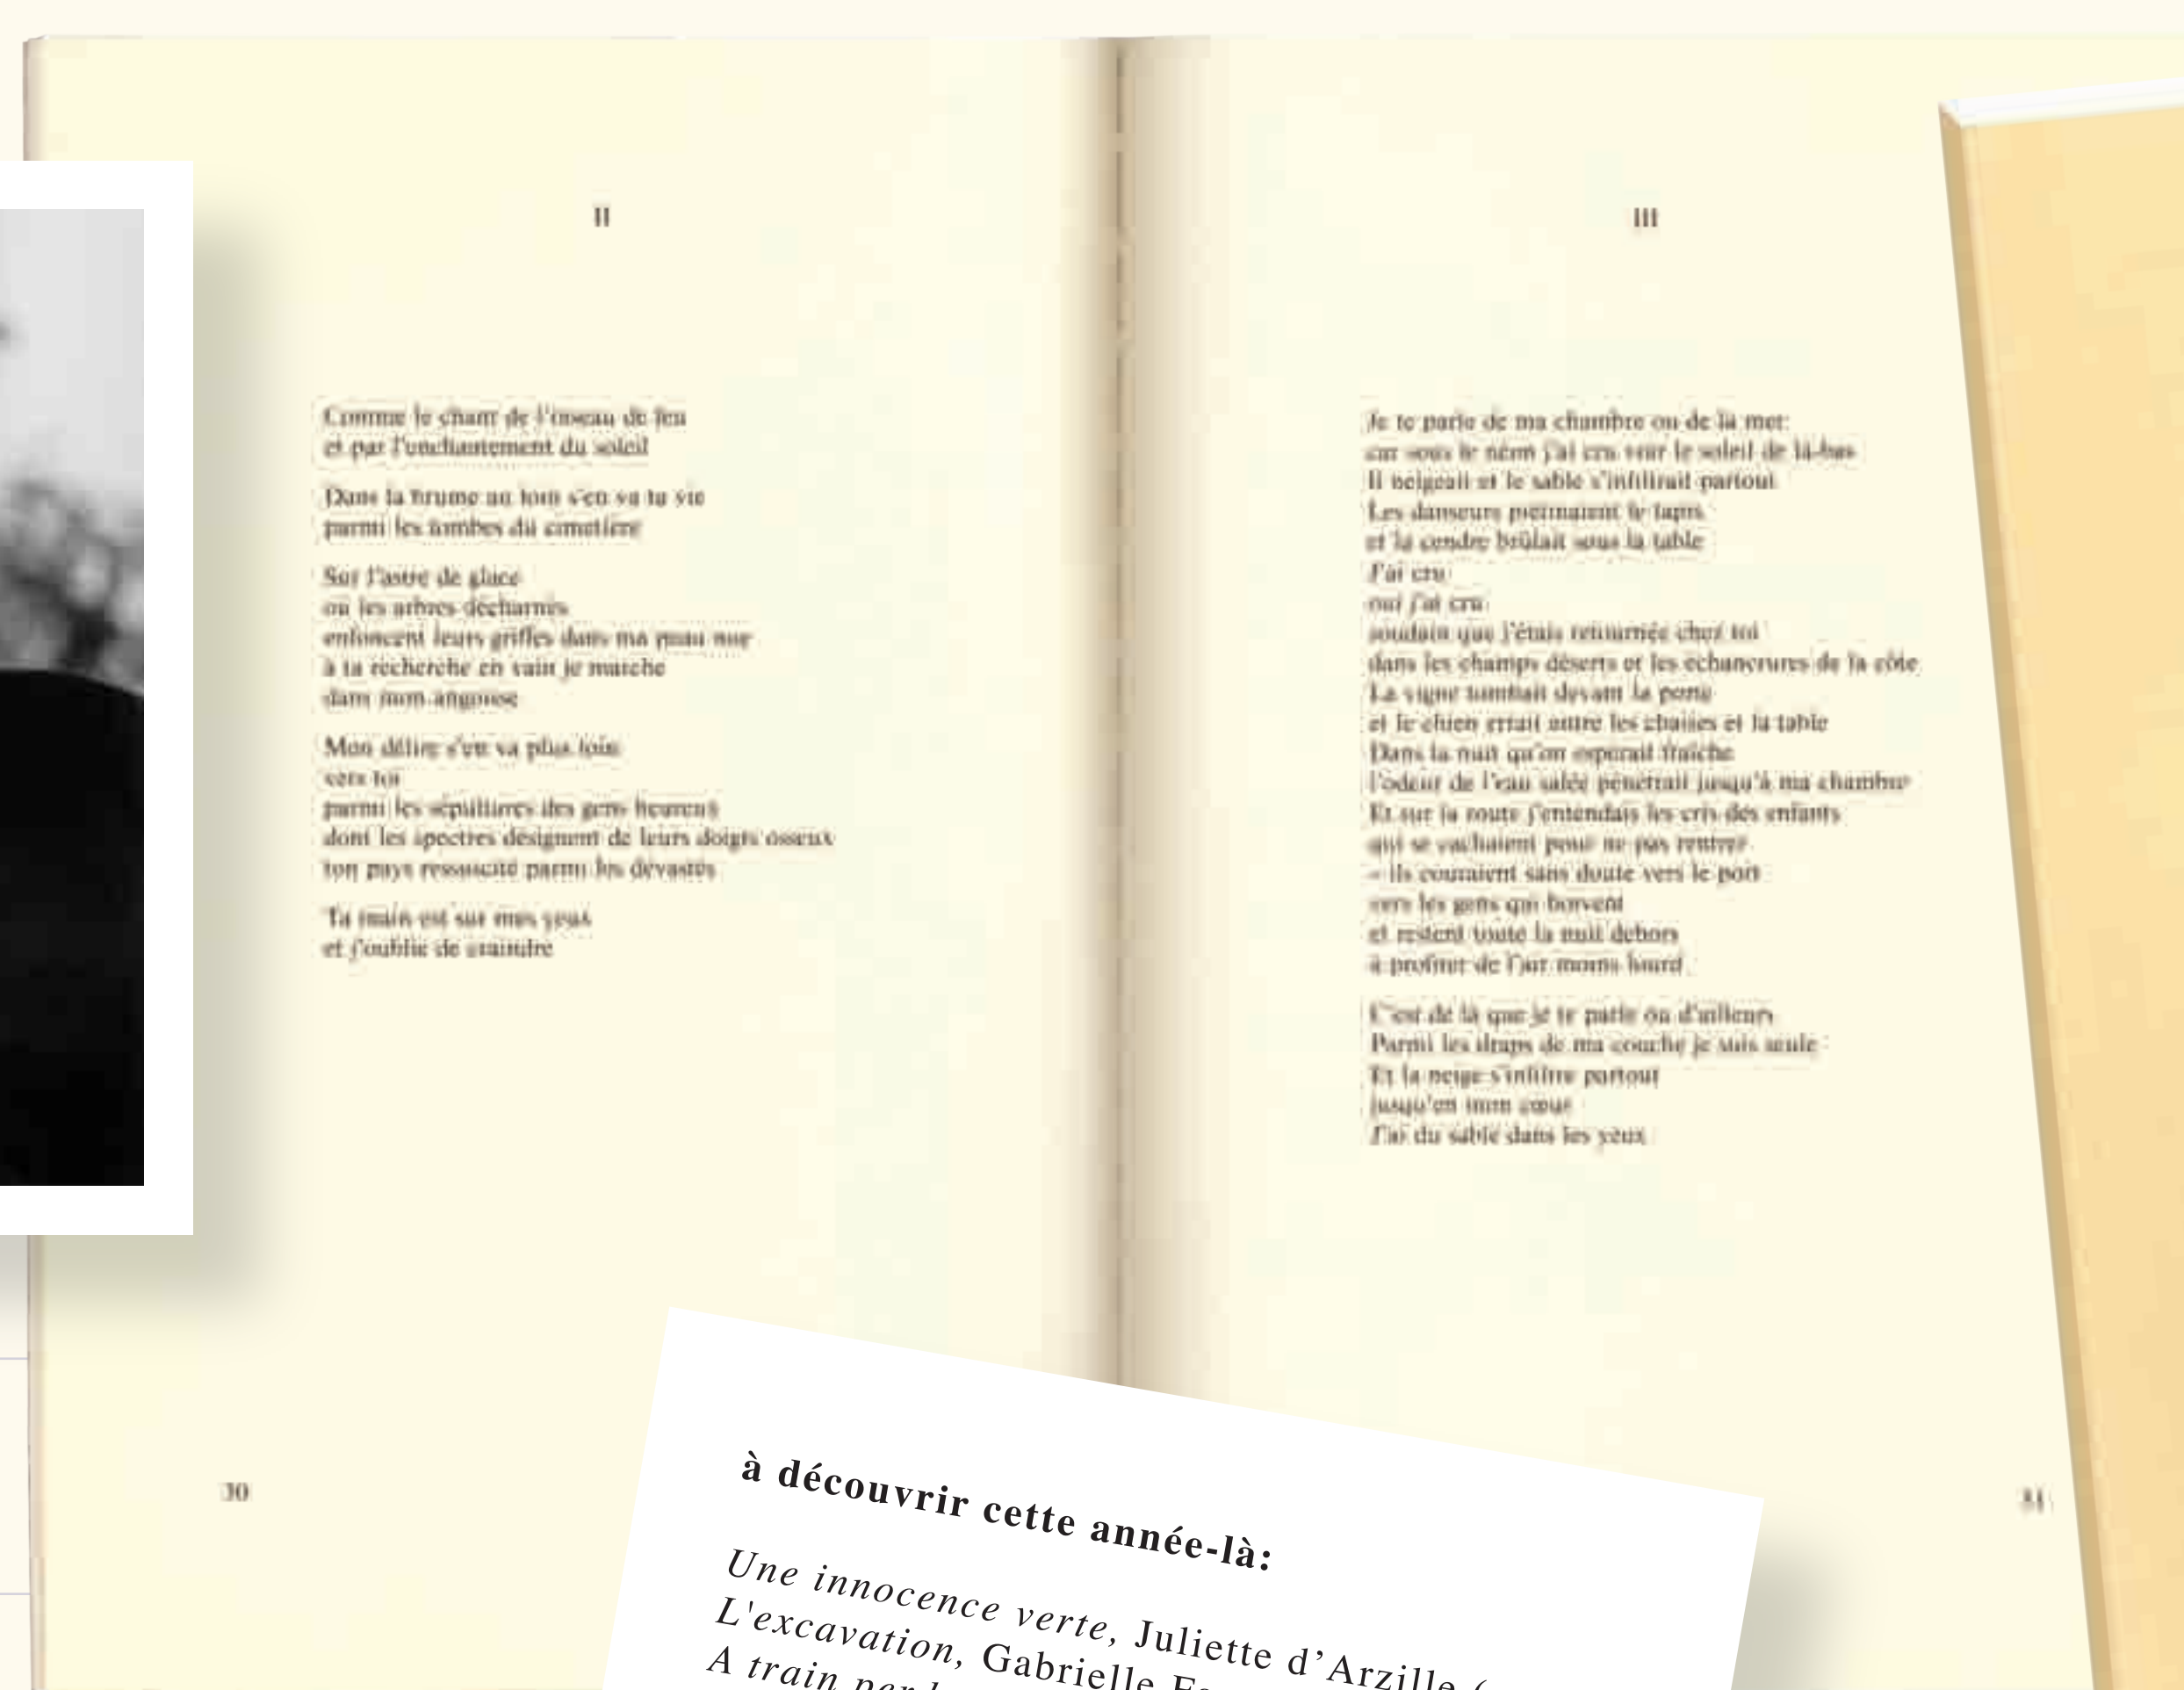 II
Comme le chant de l'oiseau de feu
et par l'enchantement du soleil
Dans la brume au loin s'en va ta vie
parmi les tombes du cimetière
Sur l'astre de glace
où les arbres décharnés
enfoncent leurs griffes dans ma peau nue
à ta recherche en vain je marche
dans mon angoisse
Mon délire s'en va plus loin
vers toi
parmi les sépultures des gens heureux
dont les spectres désignent de leurs doigts osseux
ton pays ressuscité parmi les dévastés
Ta main est sur mes yeux
et j'oublie de craindre
30
III
Je te parle de ma chambre ou de la mer:
car sous le néon j'ai cru voir le soleil de là-bas
Il neigeait et le sable s'infiltrait partout
Les danseurs piétinaient le tapis
et la cendre brûlait sous la table
J'ai cru
oui j'ai cru
soudain que j'étais retournée chez toi
dans les champs déserts et les échancrures de la côte
La vigne tombait devant la porte
et le chien errait entre les chaises et la table
Dans la nuit qu'on espérait fraîche
l'odeur de l'eau salée pénétrait jusqu'à ma chambre
Et sur la route j'entendais les cris des enfants
qui se cachaient pour ne pas rentrer
– ils couraient sans doute vers le port
vers les gens qui boivent
et restent toute la nuit dehors
à profiter de l'air moins lourd
C'est de là que je te parle ou d'ailleurs
Parmi les draps de ma couche je suis seule
Et la neige s'infiltre partout
jusqu'en mon cœur
J'ai du sable dans les yeux
31
à découvrir cette année-là:
Une innocence verte, Juliette d’Arzille (
L'excavation, Gabrielle
A train